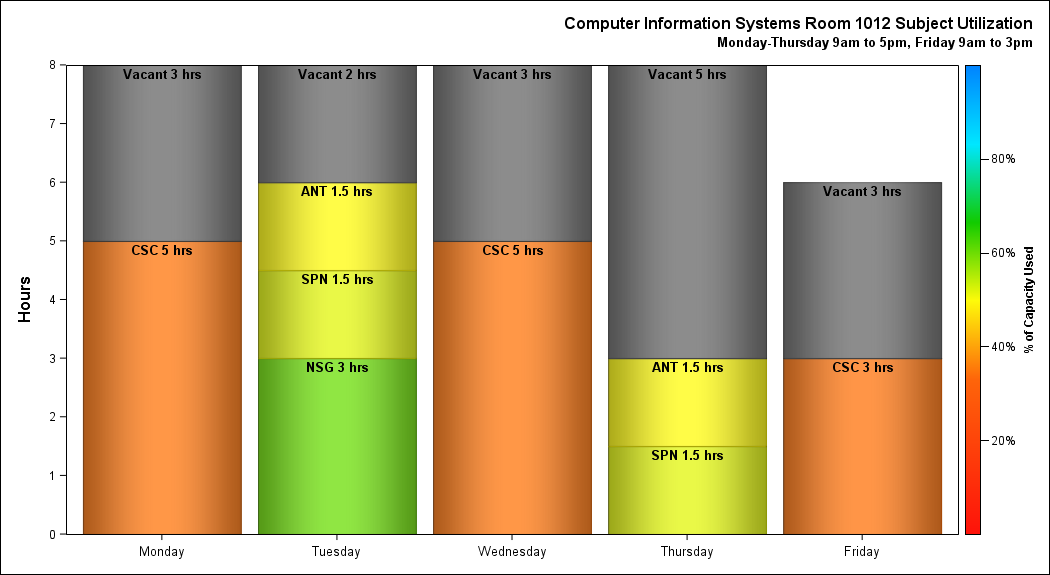 Computer Information Systems Room 1012 Subject Utilization
Monday-Thursday 9am to 5pm, Friday 9am to 3pm
Hours
8
7
6
5
4
3
2
1
0
Vacant 3 hrs
CSC 5 hrs
Vacant 2 hrs
ANT 1.5 hrs
SPN 1.5 hrs
NSG 3 hrs
Vacant 3 hrs
CSC 5 hrs
Vacant 5 hrs
ANT 1.5 hrs
SPN 1.5 hrs
Vacant 3 hrs
CSC 3 hrs
Monday
Tuesday
Wednesday
Thursday
Friday
80%
60%
40%
20%
% of Capacity Used